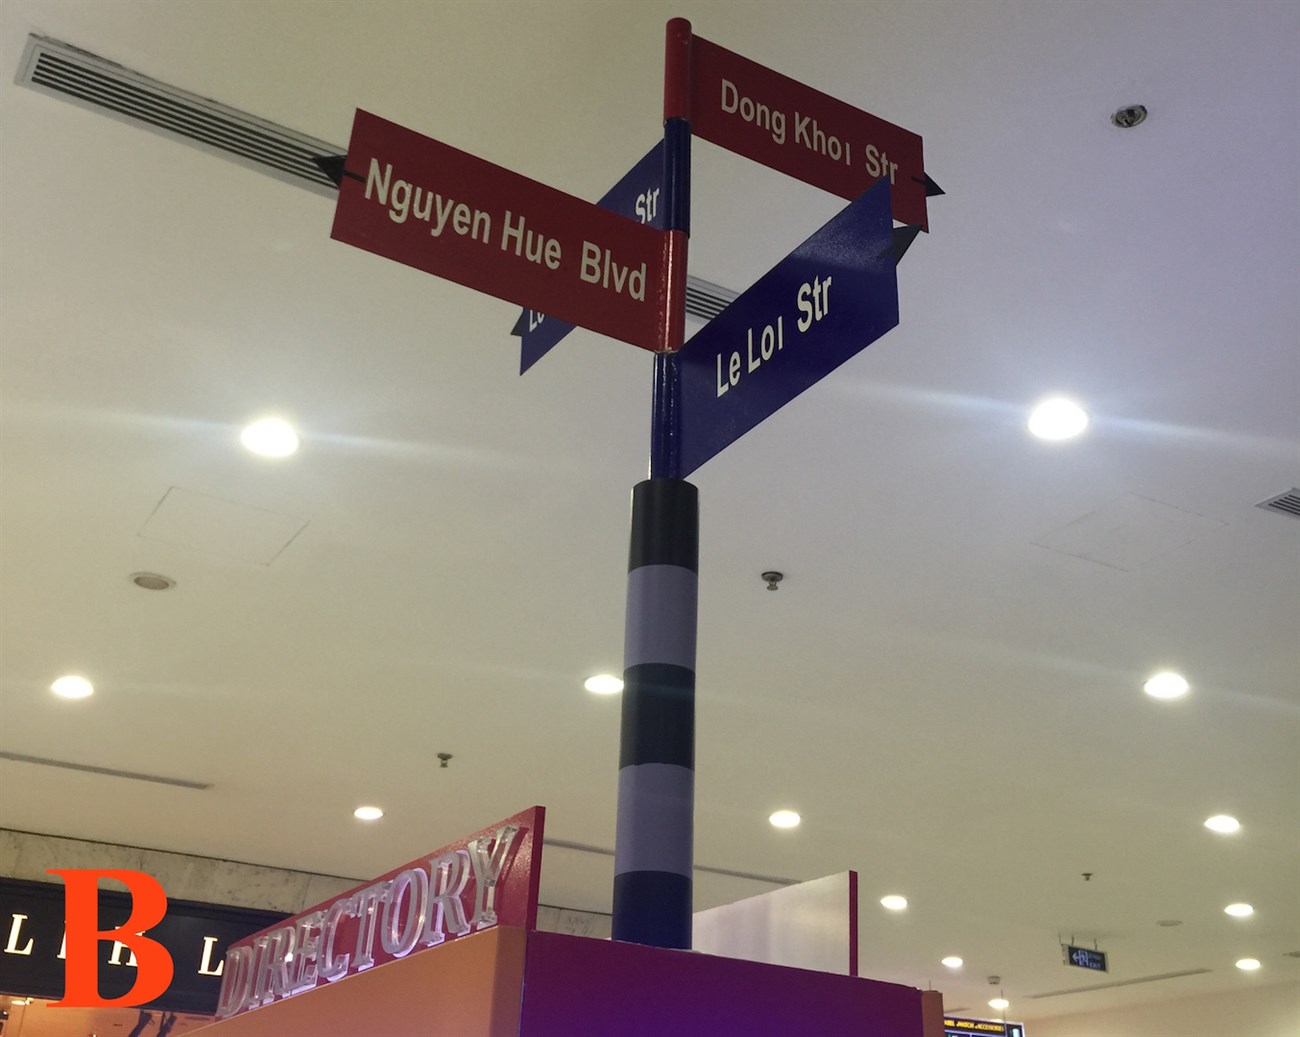 Dong Khoi Str
Nguyen Hue Blvd
Str
Le Loi Str
DIRECTORY
B